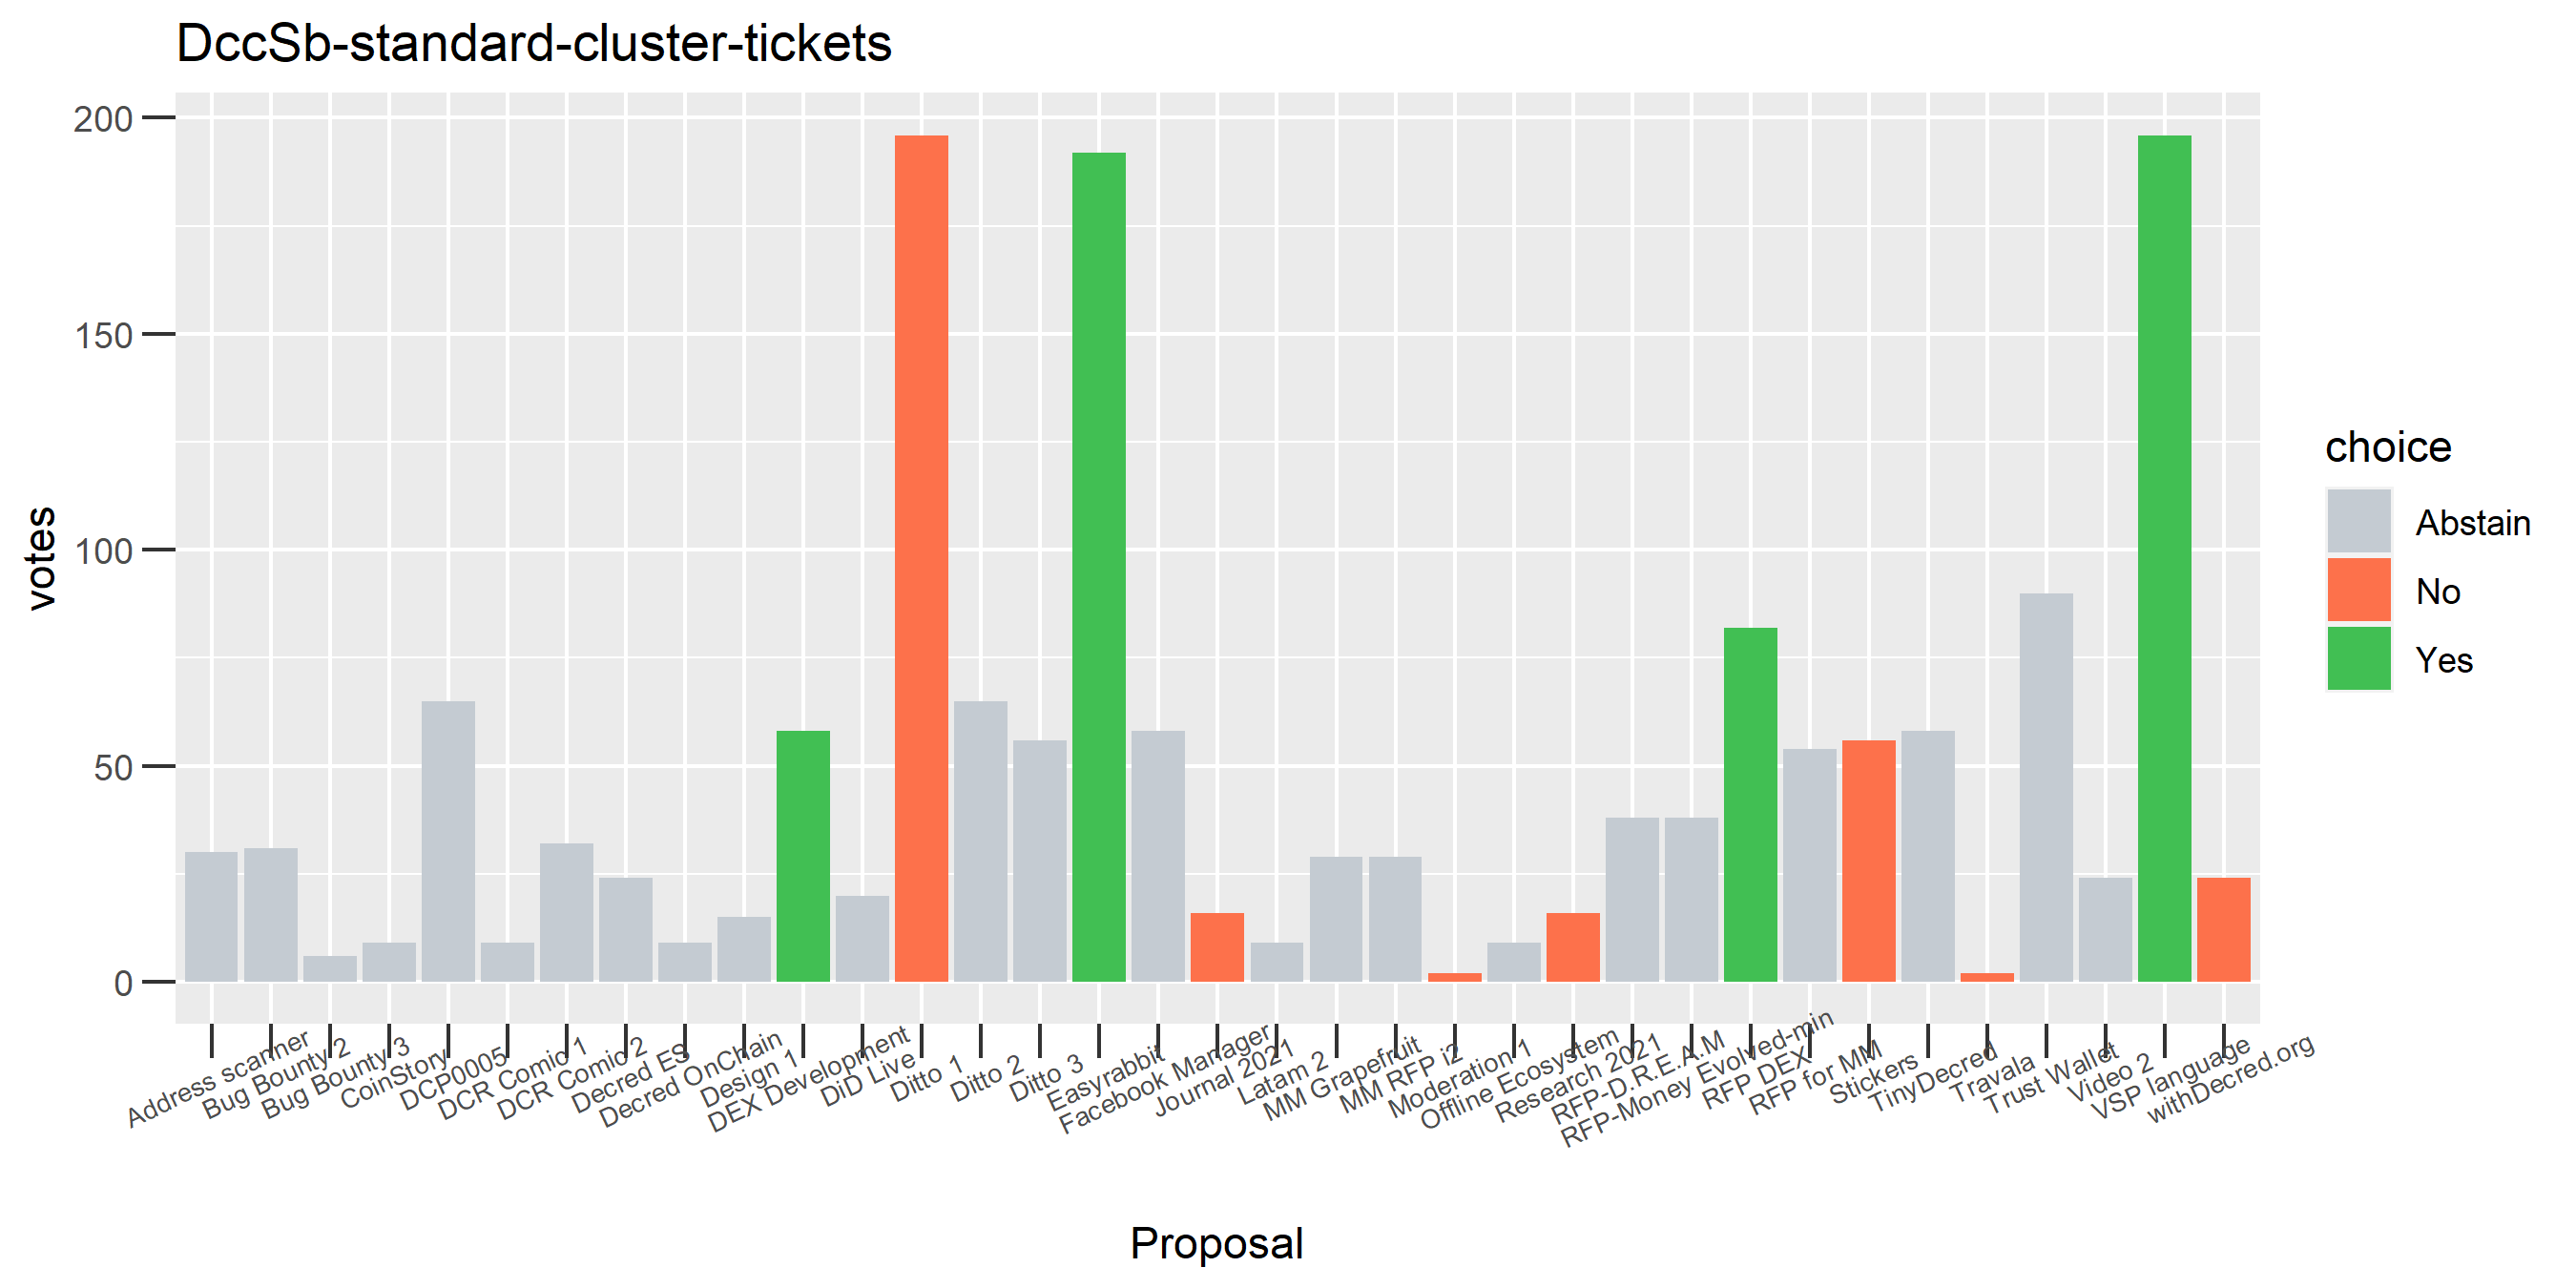 DccSb-standard-cluster-tickets
200
150
100
50
0
votes
Address scanner
Bug Bounty 2
Bug Bounty 3
CoinStory
DCP0005
DCR Comic 1
DCR Comic 2
Decred ES
Decred OnChain
Design 1
DEX Development
DiD Live
Ditto 1
Ditto 2
Ditto 3
Easyrabbit
Facebook Manager
Journal 2021
Latam 2
MM Grapefruit
MM RFP i2
Moderation 1
Offline Ecosystem
Research 2021
RFP-D.R.E.A.M
RFP-Money Evolved-min
RFP DEX
RFP for MM
Stickers
TinyDecred
Travala
Trust Wallet
Video 2
VSP language
withDecred.org
Proposal
choice
Abstain
No
Yes